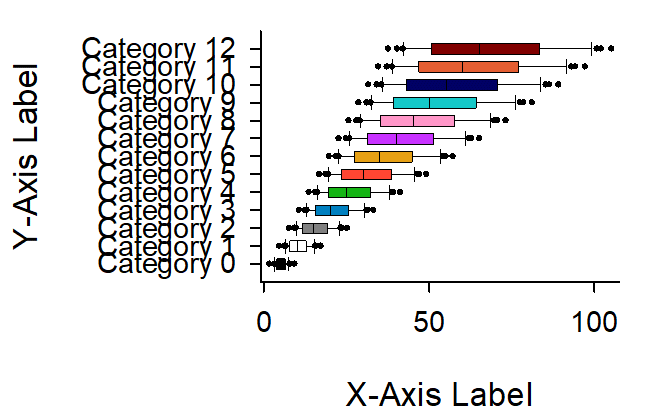 Category 12
Category 11
Category 10
Category 9
Category 8
Category 7
Category 6
Category 5
Category 4
Category 3
Category 2
Category 1
Category 0
Y-Axis Label
0 50 100
X-Axis Label